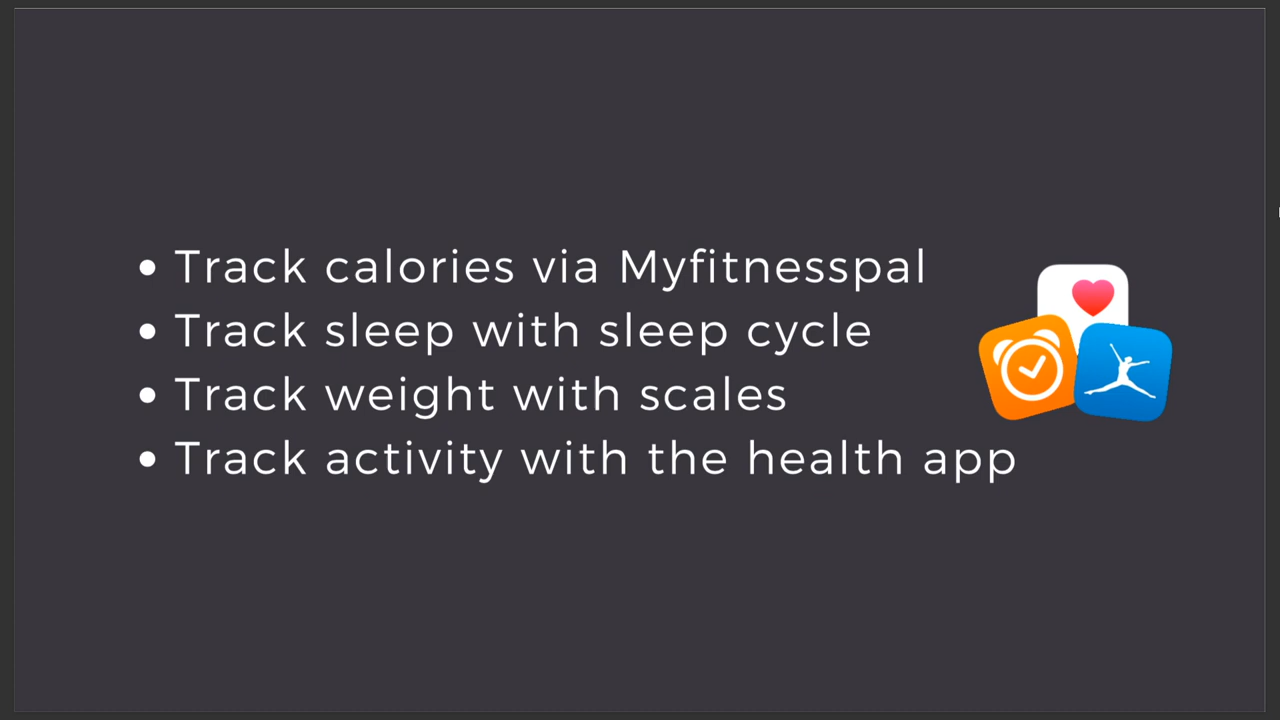 • Track calories via Myfitnesspal
• Track sleep with sleep cycle
• Track weight with scales
• Track activity with the health app